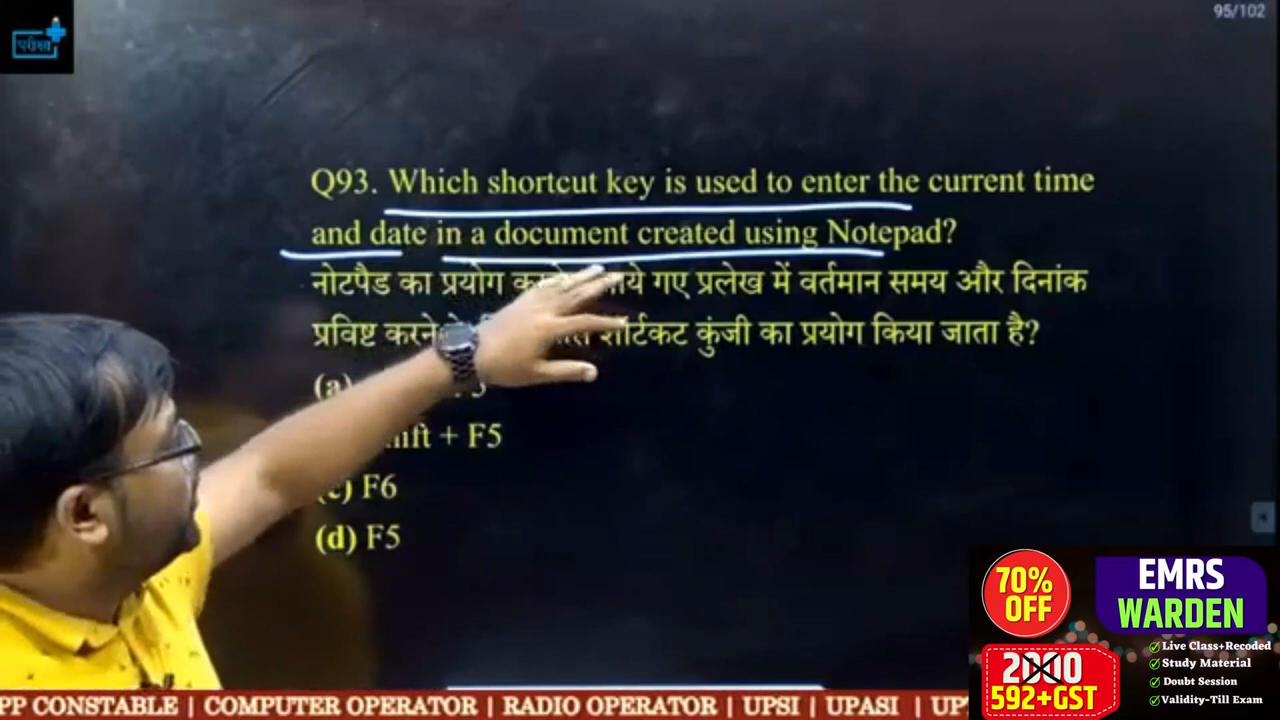 95/102
परीक्षा
Q93. Which shortcut key is used to enter the current time
and date in a document created using Notepad?
नोटपैड का प्रयोग गए प्रलेख में वर्तमान समय और दिनांक
प्रविष्ट करने शॉर्टकट कुंजी का प्रयोग किया जाता है?
(a)
+ F5
(c) F6
(d) F5
70%
OFF
EMRS
WARDEN
2000
592+GST
Live Class+Recoded
Study Material
Doubt Session
Validity-Till Exam
PP CONSTABLE | COMPUTER OPERATOR | RADIO OPERATOR | UPSI | UPASI |